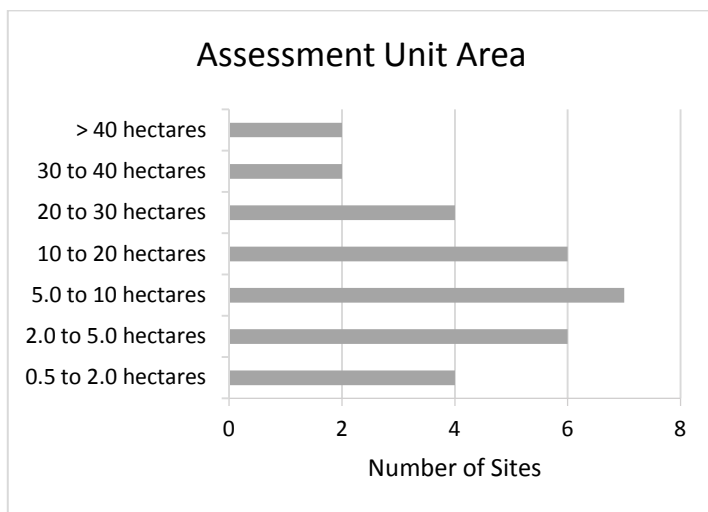 Assessment Unit Area
> 40 hectares
30 to 40 hectares
20 to 30 hectares
10 to 20 hectares
5.0 to 10 hectares
2.0 to 5.0 hectares
0.5 to 2.0 hectares
0 2 4 6 8
Number of Sites